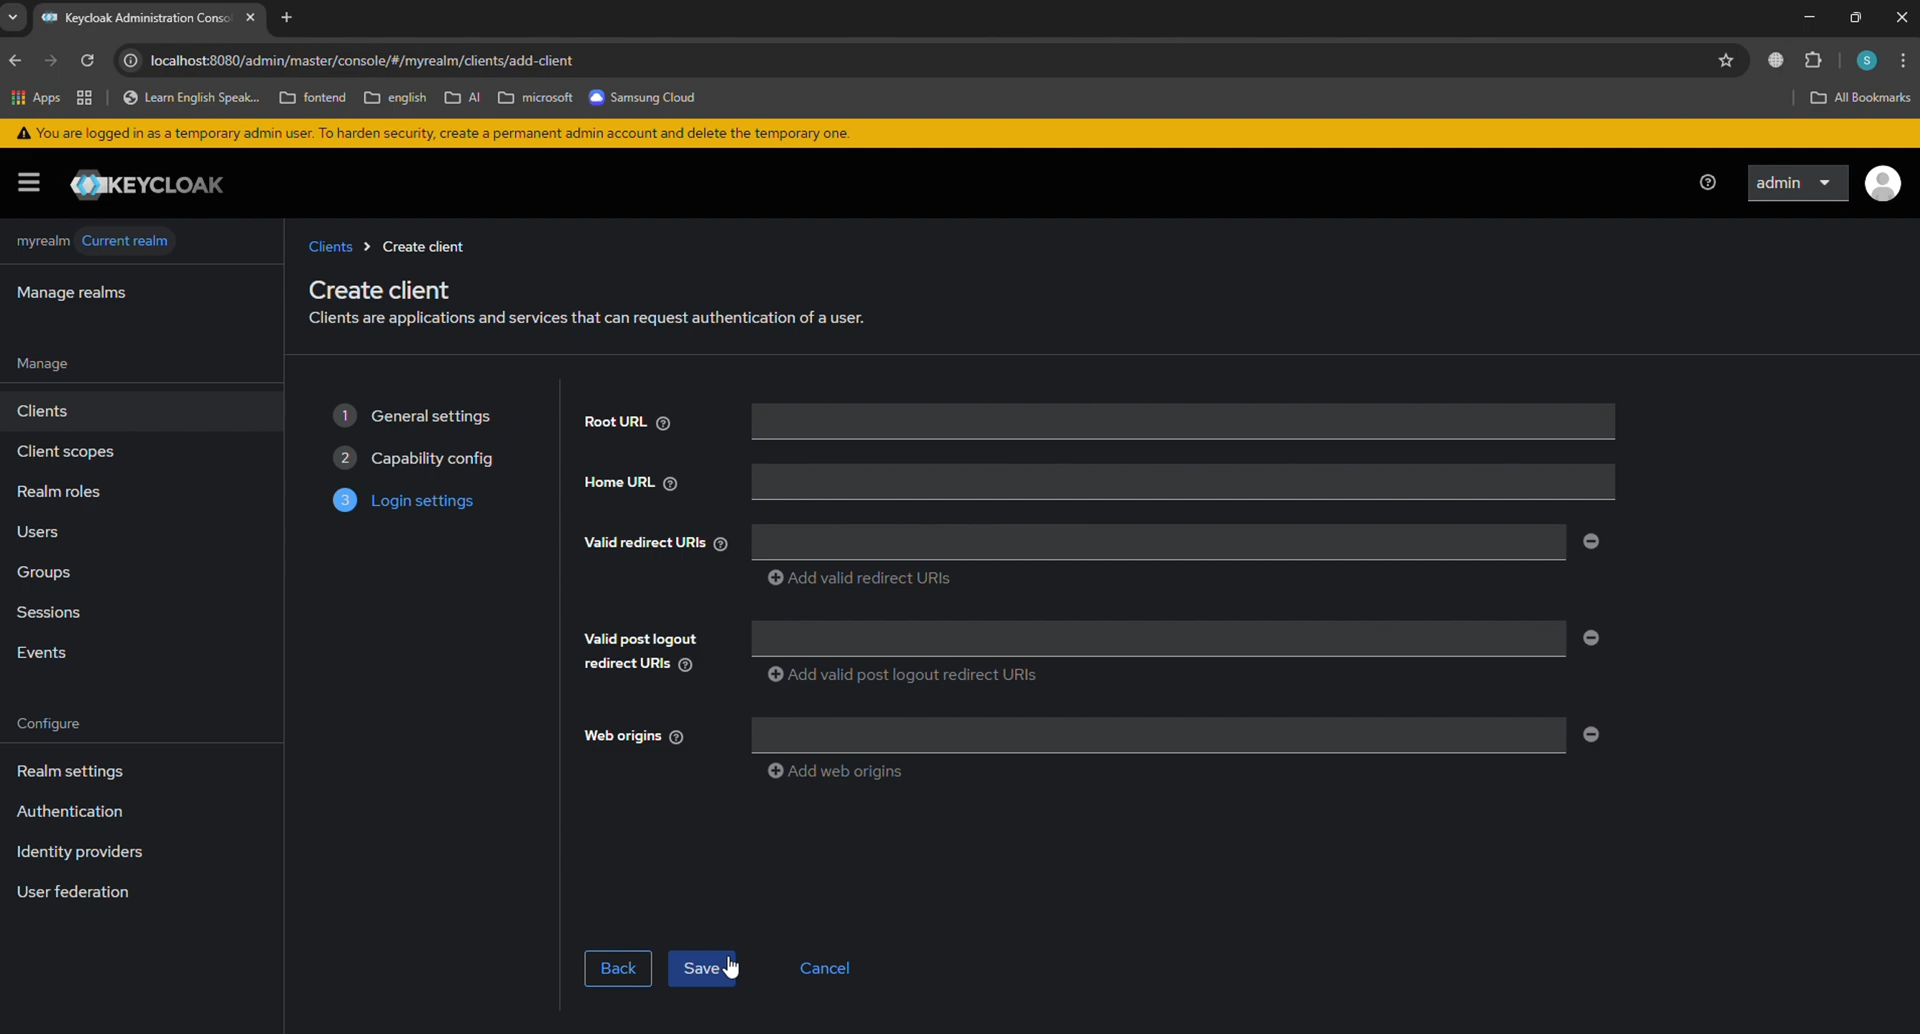 Keycloak Administration Conso
localhost:8080/admin/master/console/#/myrealm/clients/add-client
S
Apps
Learn English Speak...
fontend
english
AI
microsoft
Samsung Cloud
All Bookmarks
You are logged in as a temporary admin user. To harden security, create a permanent admin account and delete the temporary one.
KEYCLOAK
admin
myrealm Current realm
Manage realms
Manage
Clients
Client scopes
Realm roles
Users
Groups
Sessions
Events
Configure
Realm settings
Authentication
Identity providers
User federation
Clients > Create client
Create client
Clients are applications and services that can request authentication of a user.
1 General settings
2 Capability config
3 Login settings
Root URL
Home URL
Valid redirect URIs
Add valid redirect URIs
Valid post logout
redirect URIs
Add valid post logout redirect URIs
Web origins
Add web origins
Back
Save
Cancel